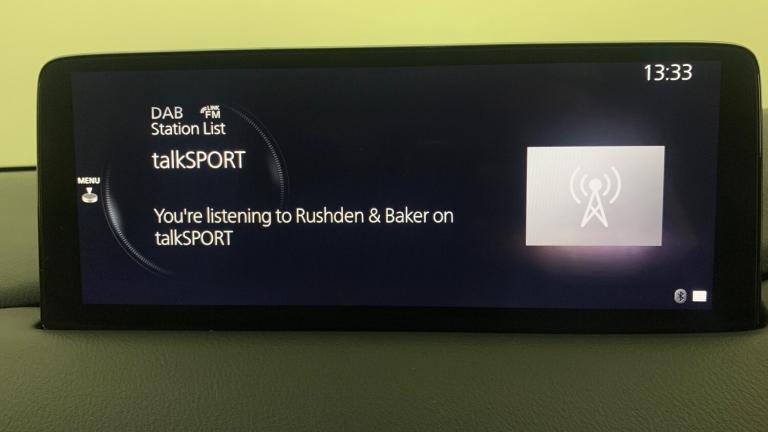 13:33
DAB LINK FM
Station List
talkSPORT
MENU
You're listening to Rushden & Baker on
talkSPORT